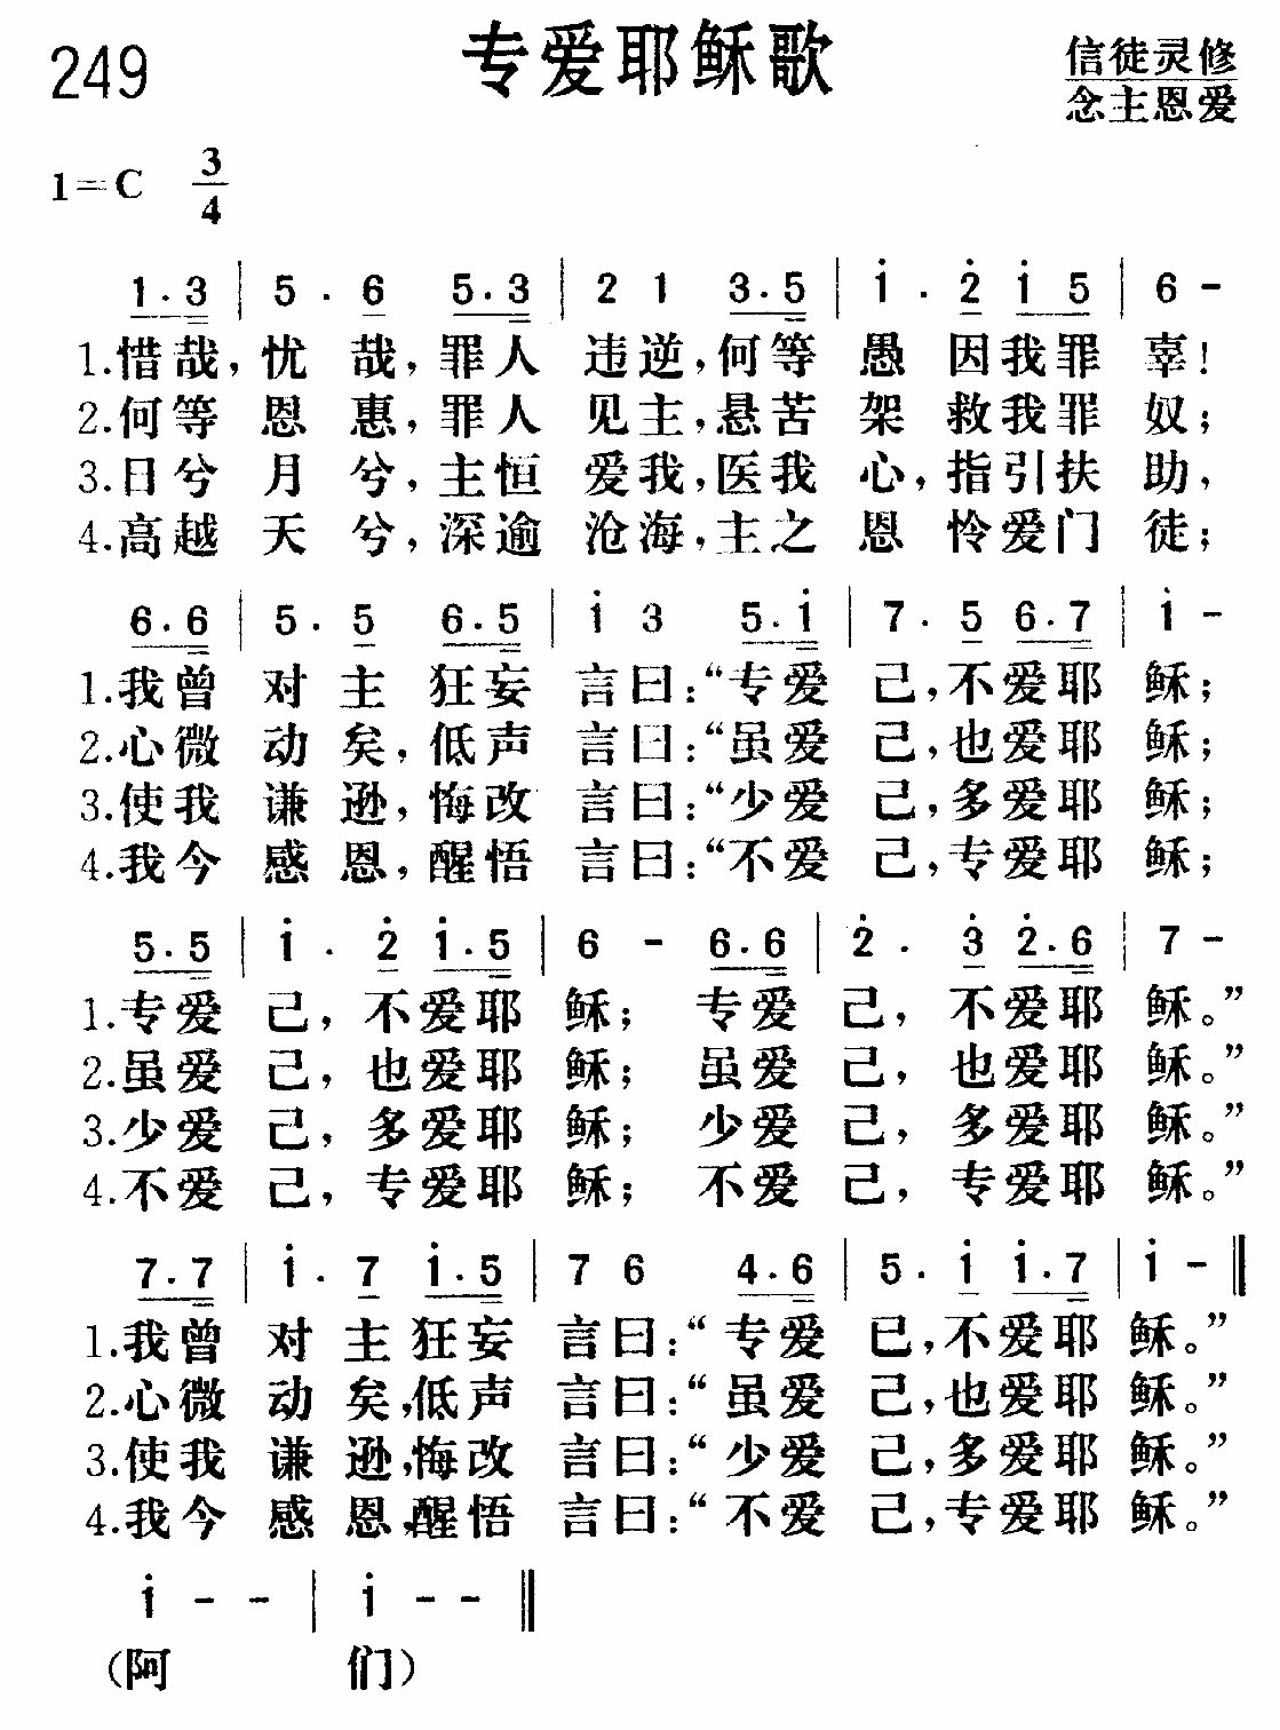 249
专爱耶稣歌
信徒灵修
念主恩爱
1=C 3/4
1·3 | 5·6 5·3 | 2 1 3·5 | i·2̇ i 5 | 6 -
1.惜哉,忧哉,罪人违逆,何等愚因我罪辜!
2.何等恩惠,罪人见主,悬苦架救我罪奴;
3.日兮月兮,主恒爱我,医我心,指引扶助,
4.高越天兮,深逾沧海,主之恩怜爱门徒;
6·6 | 5·5 6·5 | i 3 5·i | 7·5 6·7 | i -
1.我曾对主狂妄言曰:“专爱己,不爱耶稣;
2.心微动矣,低声言曰:“虽爱己,也爱耶稣;
3.使我谦逊,悔改言曰:“少爱己,多爱耶稣;
4.我今感恩,醒悟言曰:“不爱己,专爱耶稣;
5·5 | i·2̇ i·5 | 6 - 6·6 | 2̇·3̇ 2̇·6 | 7 -
1.专爱己,不爱耶稣;专爱己,不爱耶稣。”
2.虽爱己,也爱耶稣;虽爱己,也爱耶稣。”
3.少爱己,多爱耶稣;少爱己,多爱耶稣。”
4.不爱己,专爱耶稣;不爱己,专爱耶稣。”
7·7 | i·7 i·5 | 7 6 4·6 | 5·i i·7 | i - ‖
1.我曾对主狂妄言曰:“专爱已,不爱耶稣。”
2.心微动矣,低声言曰:“虽爱己,也爱耶稣。”
3.使我谦逊,悔改言曰:“少爱己,多爱耶稣。”
4.我今感恩,醒悟言曰:“不爱己,专爱耶稣。”
i - - | i - - ‖
(阿们)